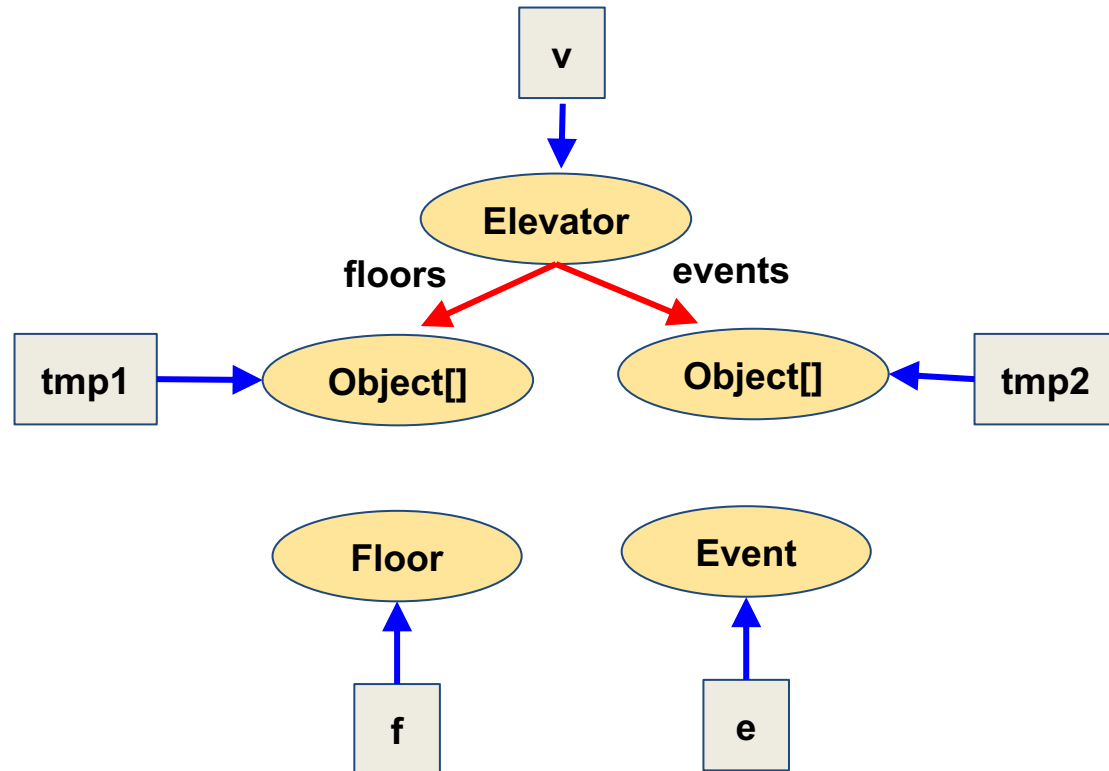 v
Elevator
floors
events
tmp1
Object[]
Object[]
tmp2
Floor
Event
f
e